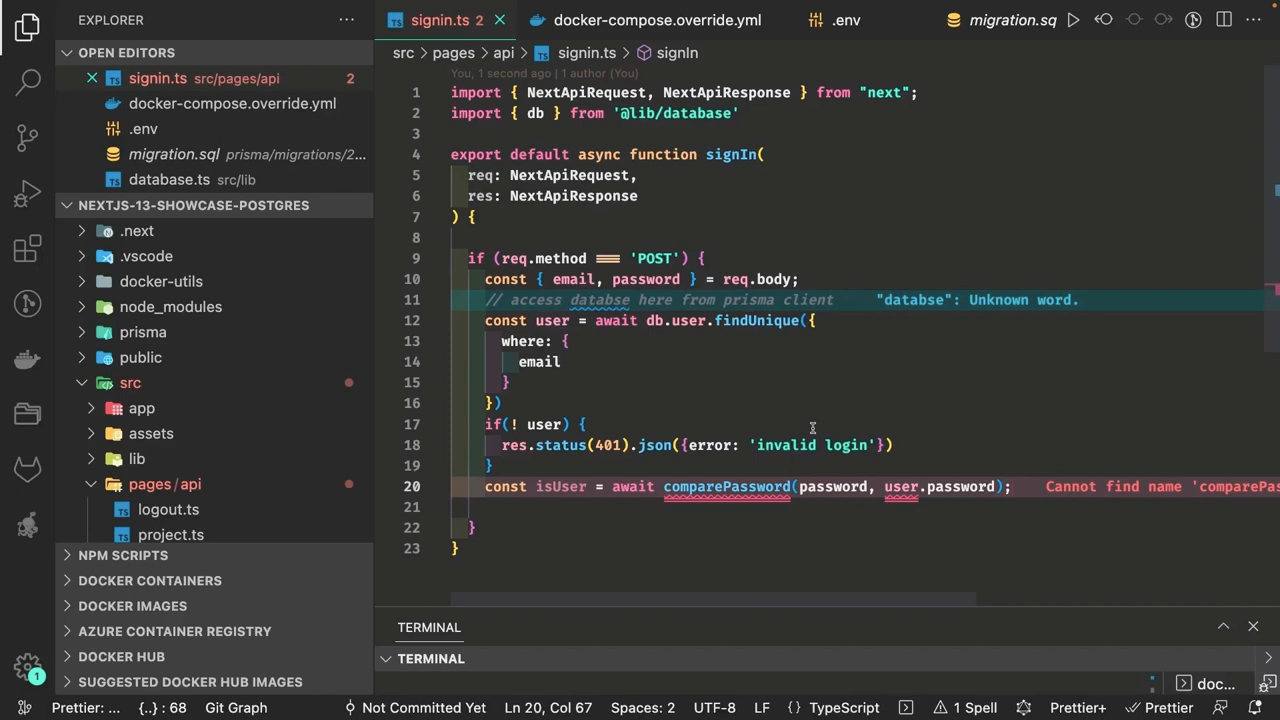 EXPLORER
OPEN EDITORS
signin.ts src/pages/api 2
docker-compose.override.yml
.env
migration.sql prisma/migrations/2...
database.ts src/lib
NEXTJS-13-SHOWCASE-POSTGRES
.next
.vscode
docker-utils
node_modules
prisma
public
src
app
assets
lib
pages/api
logout.ts
project.ts
NPM SCRIPTS
DOCKER CONTAINERS
DOCKER IMAGES
AZURE CONTAINER REGISTRY
DOCKER HUB
SUGGESTED DOCKER HUB IMAGES
1
signin.ts 2 docker-compose.override.yml .env migration.sq
src > pages > api > signin.ts > signIn
You, 1 second ago | 1 author (You)
1 import { NextApiRequest, NextApiResponse } from "next";
2 import { db } from '@lib/database'
3
4 export default async function signIn(
5 req: NextApiRequest,
6 res: NextApiResponse
7 ) {
8
9 if (req.method === 'POST') {
10 const { email, password } = req.body;
11 // access databse here from prisma client "databse": Unknown word.
12 const user = await db.user.findUnique({
13 where: {
14 email
15 }
16 })
17 if(! user) {
18 res.status(401).json({error: 'invalid login'})
19 }
20 const isUser = await comparePassword(password, user.password); Cannot find name 'comparePas
21
22 }
23 }
TERMINAL
TERMINAL
doc...
Prettier: ... {..} : 68 Git Graph Not Committed Yet Ln 20, Col 67 Spaces: 2 UTF-8 LF {} TypeScript 1 Spell Prettier+ Prettier